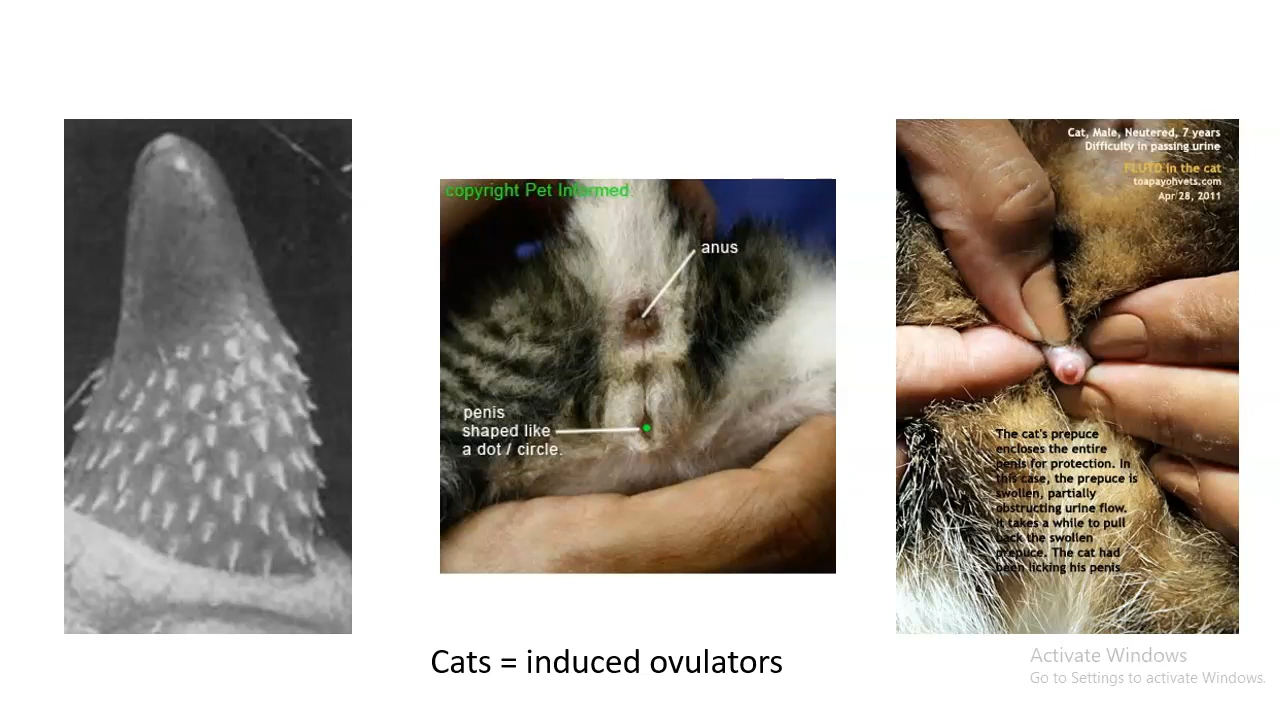 copyright Pet Informed
anus
penis
shaped like
a dot / circle.
Cat, Male, Neutered, 7 years
Difficulty in passing urine
FLUTD in the cat
toapayohvets.com
Apr 28, 2011
The cat's prepuce
encloses the entire
penis for protection. In
this case, the prepuce is
swollen, partially
obstructing urine flow.
It takes a while to pull
back the swollen
prepuce. The cat had
been licking his penis
Cats = induced ovulators
Activate Windows
Go to Settings to activate Windows.